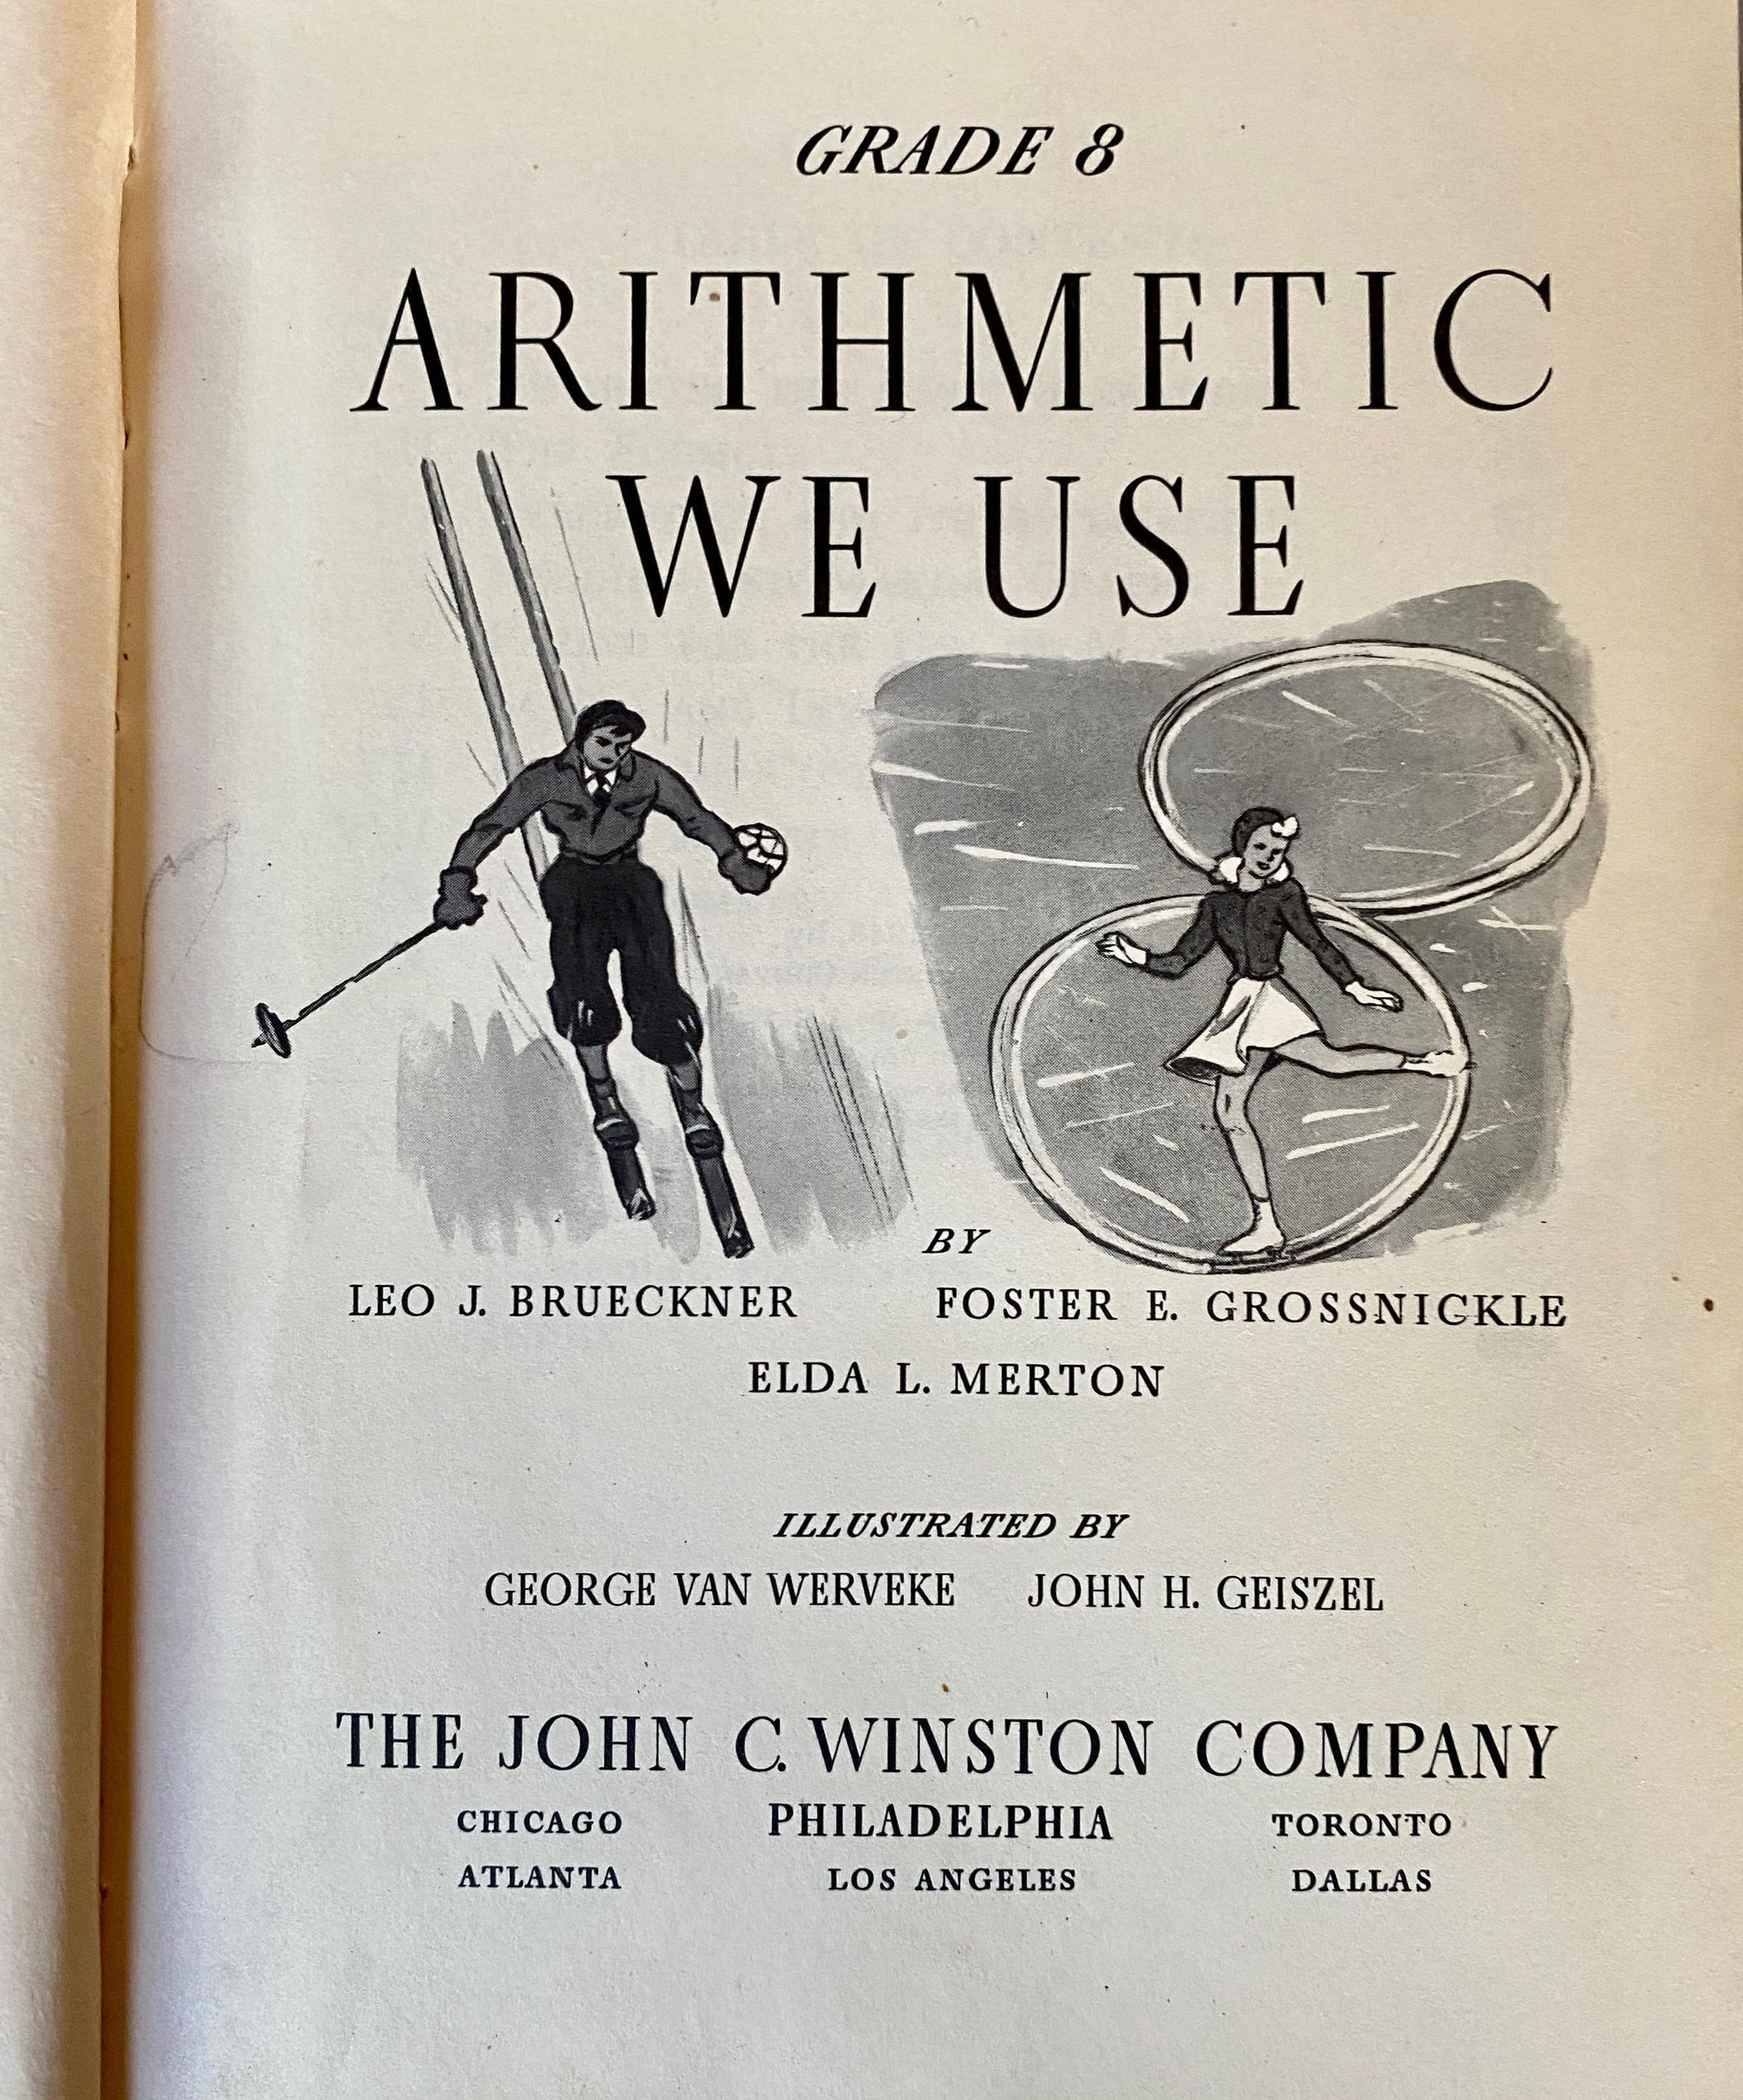 GRADE 8
ARITHMETIC
WE USE
BY
LEO J. BRUECKNER FOSTER E. GROSSNICKLE
ELDA L. MERTON
ILLUSTRATED BY
GEORGE VAN WERVEKE JOHN H. GEISZEL
THE JOHN C. WINSTON COMPANY
CHICAGO PHILADELPHIA TORONTO
ATLANTA LOS ANGELES DALLAS